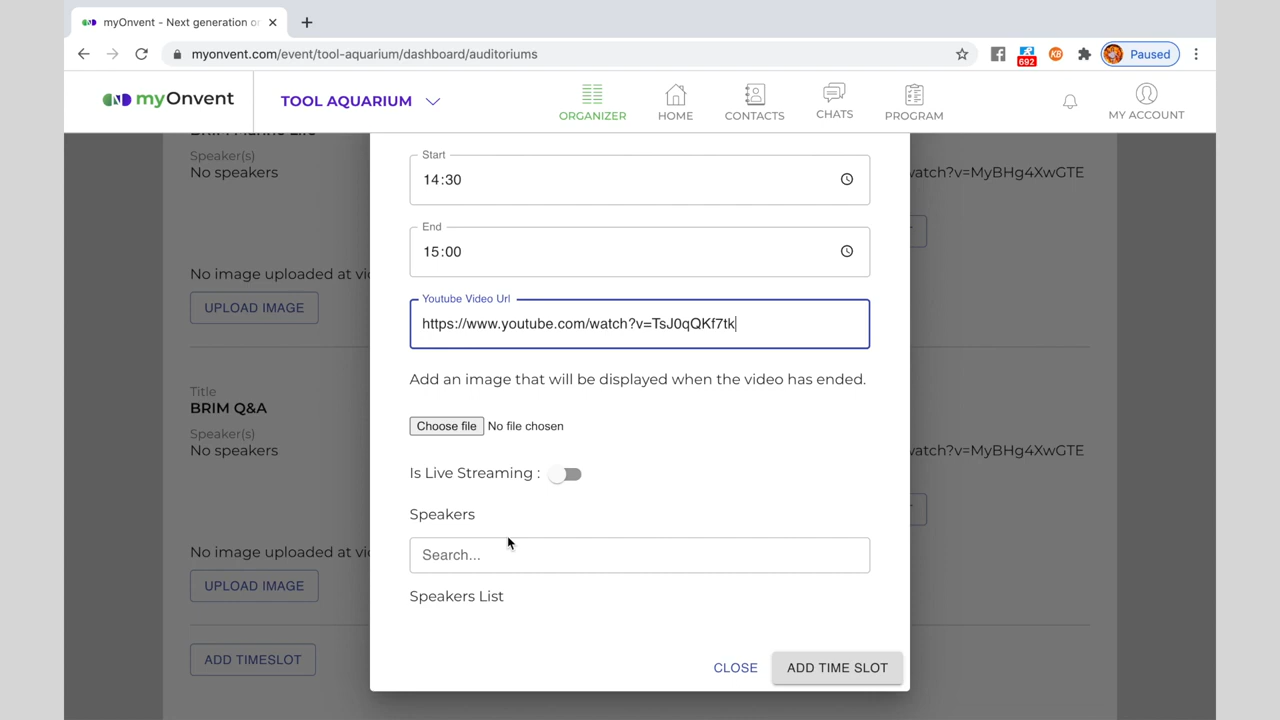 myOnvent - Next generation or
myonvent.com/event/tool-aquarium/dashboard/auditoriums
692
KB
Paused
myOnvent
TOOL AQUARIUM
ORGANIZER
HOME
CONTACTS
CHATS
PROGRAM
MY ACCOUNT
Speaker(s)
No speakers
watch?v=MyBHg4XwGTE
No image uploaded at vi
UPLOAD IMAGE
Title
BRIM Q&A
Speaker(s)
No speakers
watch?v=MyBHg4XwGTE
No image uploaded at vi
UPLOAD IMAGE
ADD TIMESLOT
Start
14:30
End
15:00
Youtube Video Url
https://www.youtube.com/watch?v=TsJ0qQKf7tk
Add an image that will be displayed when the video has ended.
Choose file No file chosen
Is Live Streaming :
Speakers
Search...
Speakers List
CLOSE
ADD TIME SLOT